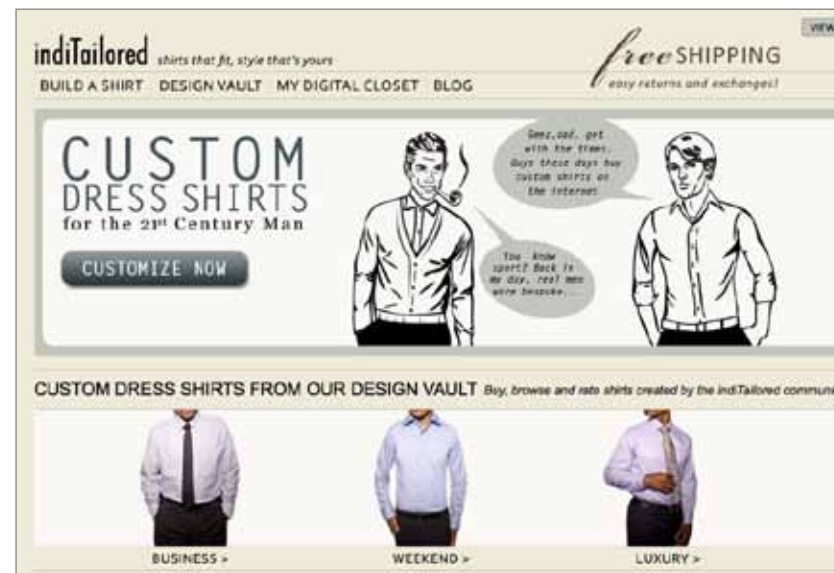 VIEW
indiTailored shirts that fit, style that's yours
free SHIPPING
easy returns and exchanges!
BUILD A SHIRT DESIGN VAULT MY DIGITAL CLOSET BLOG
CUSTOM
DRESS SHIRTS
for the 21st Century Man
CUSTOMIZE NOW
Geez, dad, get
with the times.
Guys these days buy
custom shirts on
the internet
You know
sport? Back in
my day, real men
wore bespoke...
CUSTOM DRESS SHIRTS FROM OUR DESIGN VAULT Buy, browse and rate shirts created by the indiTailored communi
BUSINESS »
WEEKEND »
LUXURY »